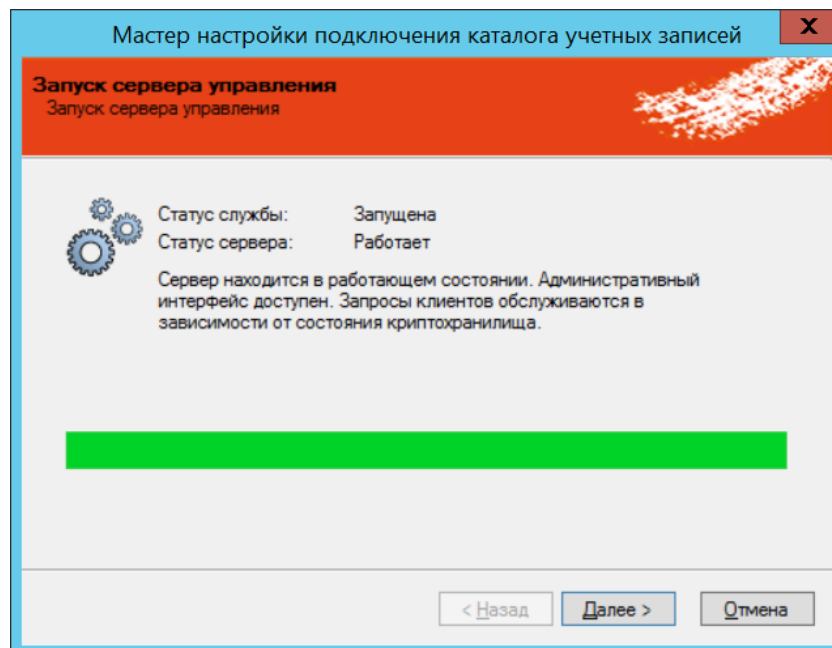 Мастер настройки подключения каталога учетных записей
X
Запуск сервера управления
Запуск сервера управления
Статус службы: Запущена
Статус сервера: Работает
Сервер находится в работающем состоянии. Административный
интерфейс доступен. Запросы клиентов обслуживаются в
зависимости от состояния криптохранилища.
< Назад Далее > Отмена